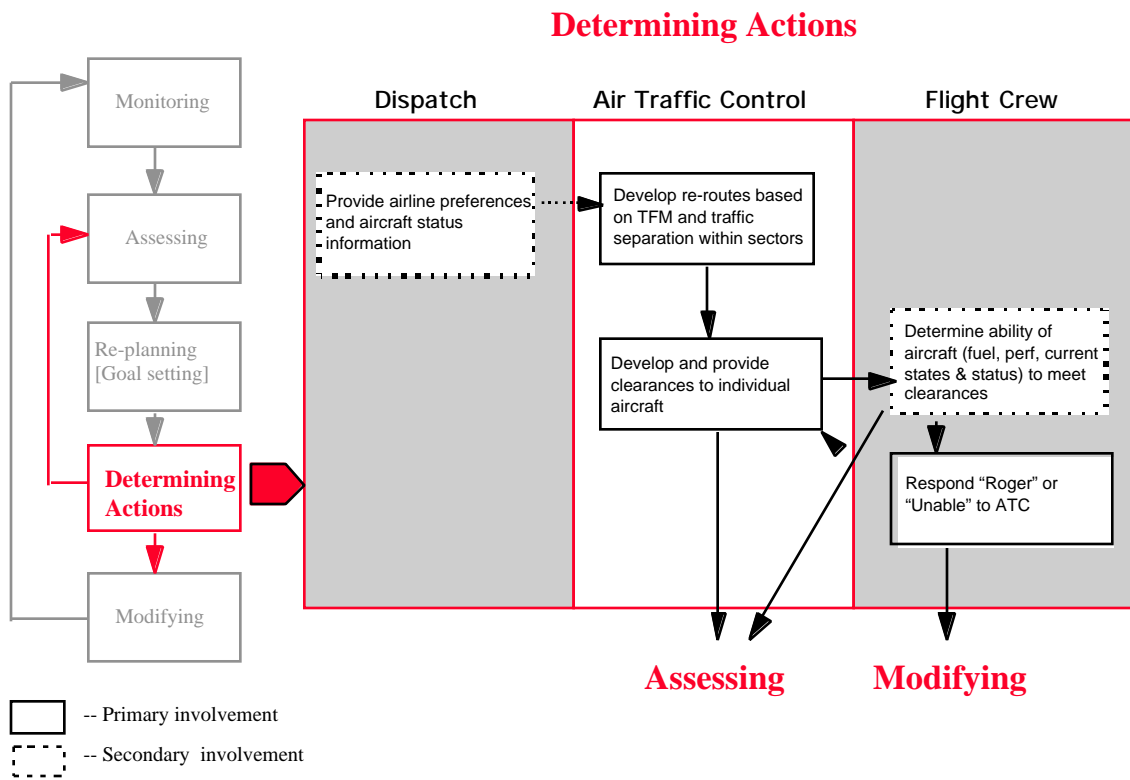 Determining Actions
Dispatch
Air Traffic Control
Flight Crew
Monitoring
Assessing
Re-planning
[Goal setting]
Determining
Actions
Modifying
Provide airline preferences
and aircraft status
information
Develop re-routes based
on TFM and traffic
separation within sectors
Develop and provide
clearances to individual
aircraft
Determine ability of
aircraft (fuel, perf, current
states & status) to meet
clearances
Respond “Roger” or
“Unable” to ATC
Assessing
Modifying
-- Primary involvement
-- Secondary involvement